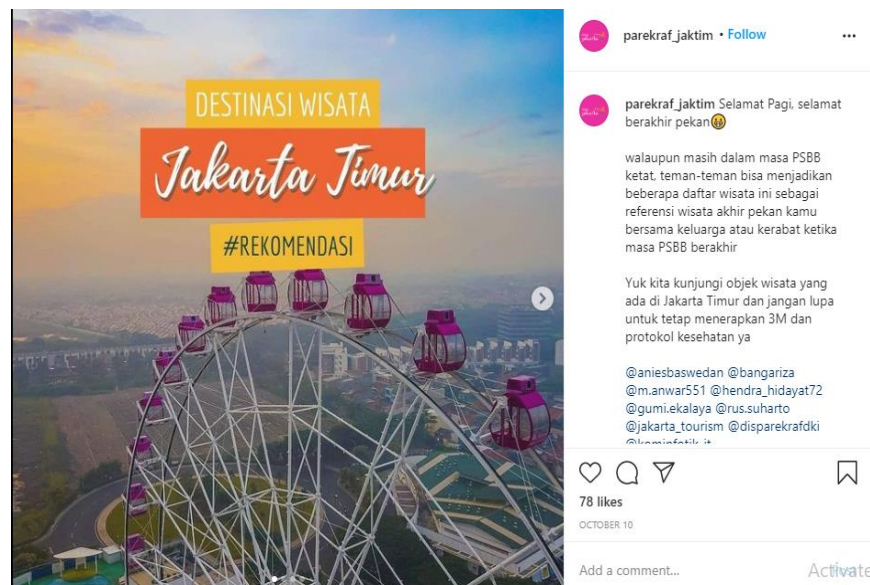 DESTINASI WISATA
Jakarta Timur
#REKOMENDASI
parekraf_jaktim • Follow
parekraf_jaktim Selamat Pagi, selamat
berakhir pekan
walaupun masih dalam masa PSBB
ketat, teman-teman bisa menjadikan
beberapa daftar wisata ini sebagai
referensi wisata akhir pekan kamu
bersama keluarga atau kerabat ketika
masa PSBB berakhir
Yuk kita kunjungi objek wisata yang
ada di Jakarta Timur dan jangan lupa
untuk tetap menerapkan 3M dan
protokol kesehatan ya
@aniesbaswedan @bangariza
@m.anwar551 @hendra_hidayat72
@gumi.ekalaya @rus.suharto
@jakarta_tourism @disparekrafdki
78 likes
OCTOBER 10
Add a comment...